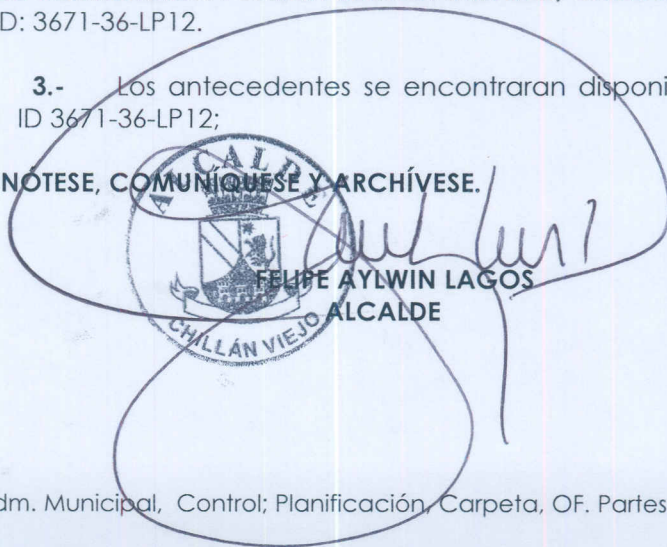 D: 3671-36-LP12.
3.- Los antecedentes se encontraran disponi
ID 3671-36-LP12;
NÓTESE, COMUNÍQUESE Y ARCHÍVESE.
ALCALDE
FELIPE AYLWIN LAGOS
ALCALDE
CHILLÁN VIEJO
dm. Municipal, Control; Planificación, Carpeta, OF. Partes